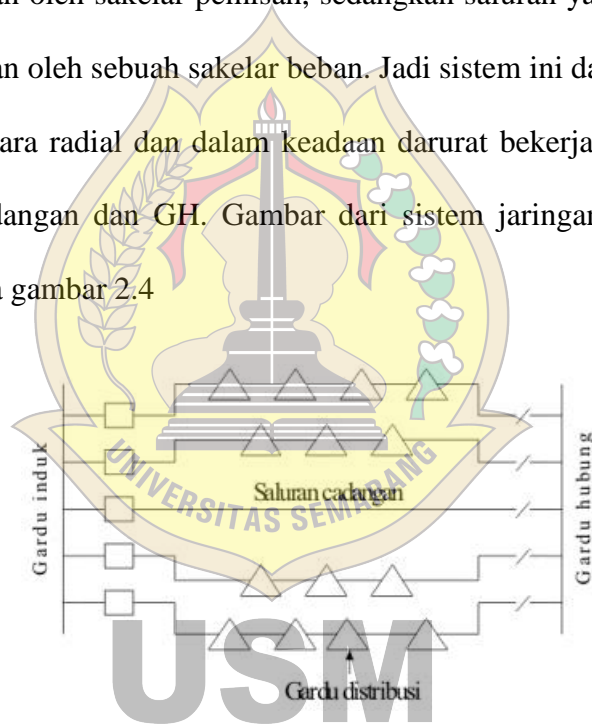 an oleh sakelar pemisah, sedangkan saluran ya
an oleh sebuah sakelar beban. Jadi sistem ini da
ara radial dan dalam keadaan darurat bekerja
dangan dan GH. Gambar dari sistem jaringan
a gambar 2.4
Gardu induk
Saluran cadangan
Gardu hubung
UNIVERSITAS SEMARANG
USM
Gardu distribusi